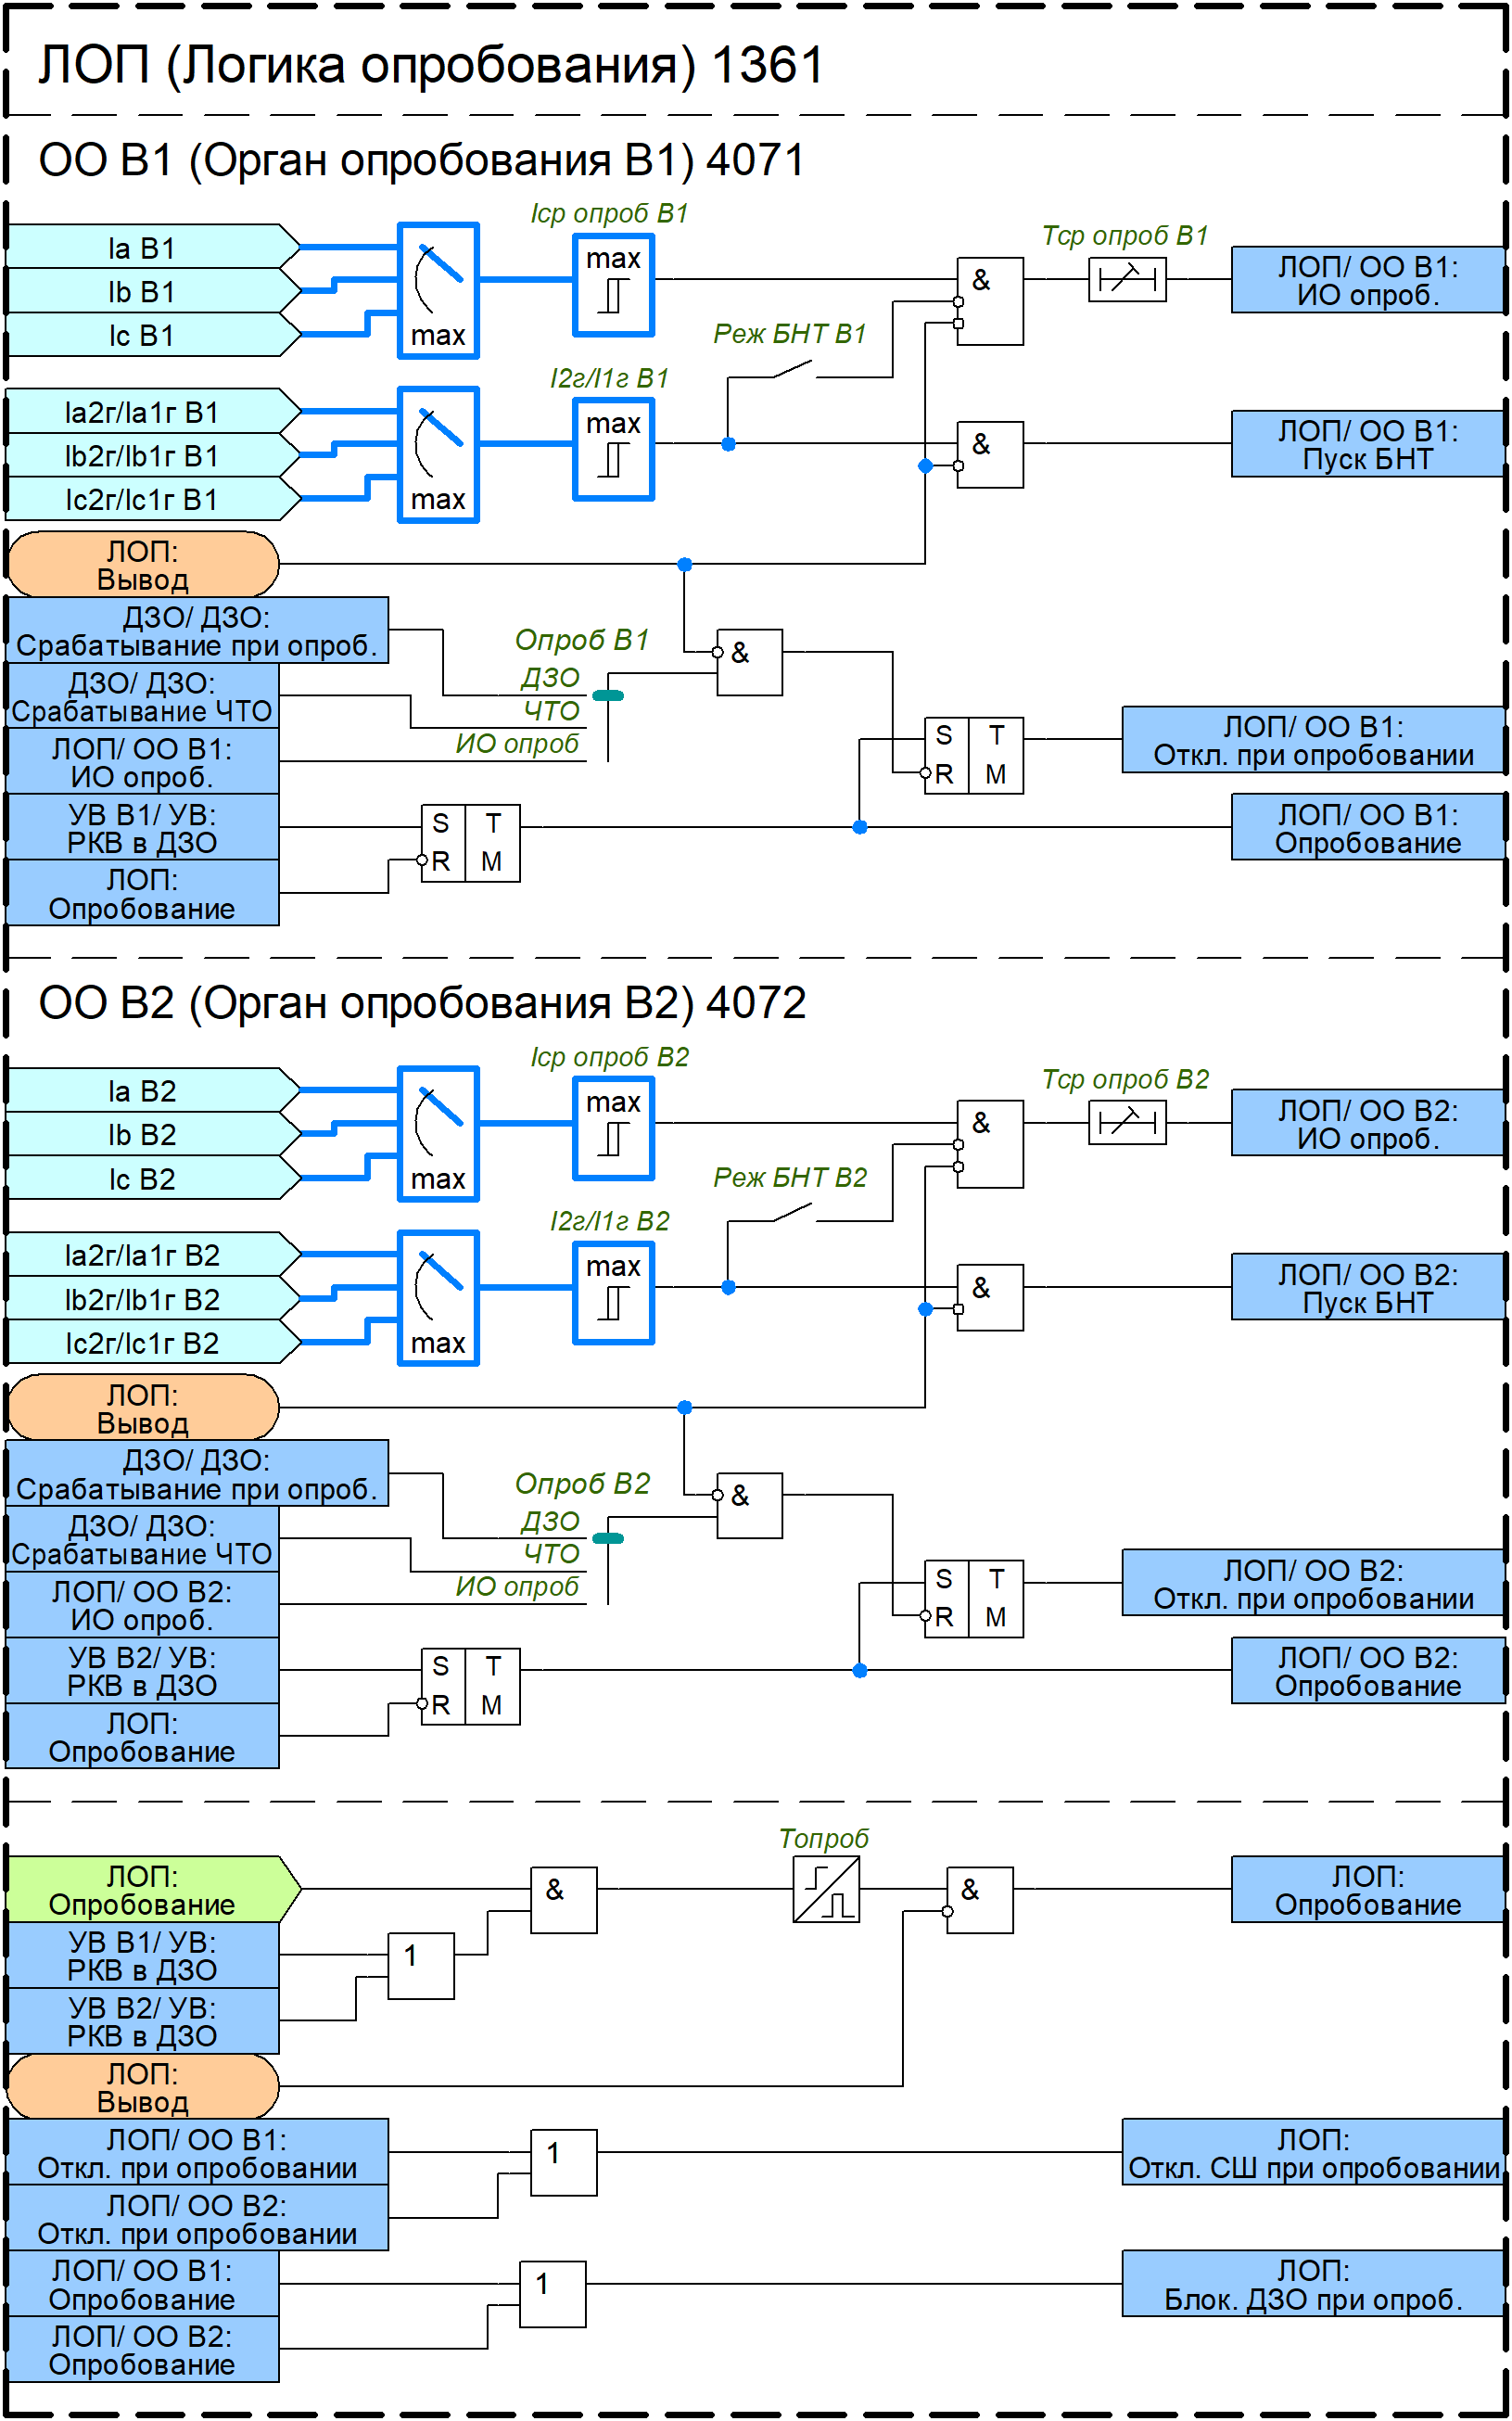 ЛОП (Логика опробования) 1361
ОО В1 (Орган опробования В1) 4071
Iср опроб В1
Тср опроб В1
Ia В1
Ib В1
Ic В1
max
max
&
ЛОП/ ОО В1:
ИО опроб.
Реж БНТ В1
I2г/I1г В1
Ia2г/Ia1г В1
Ib2г/Ib1г В1
Ic2г/Ic1г В1
max
max
&
ЛОП/ ОО В1:
Пуск БНТ
ЛОП:
Вывод
ДЗО/ ДЗО:
Срабатывание при опроб.
ДЗО/ ДЗО:
Срабатывание ЧТО
ЛОП/ ОО В1:
ИО опроб.
Опроб В1
ДЗО
ЧТО
ИО опроб
&
S T
R M
ЛОП/ ОО В1:
Откл. при опробовании
УВ В1/ УВ:
РКВ в ДЗО
ЛОП:
Опробование
S T
R M
ЛОП/ ОО В1:
Опробование
ОО В2 (Орган опробования В2) 4072
Iср опроб В2
Тср опроб В2
Ia В2
Ib В2
Ic В2
max
max
&
ЛОП/ ОО В2:
ИО опроб.
Реж БНТ В2
I2г/I1г В2
Ia2г/Ia1г В2
Ib2г/Ib1г В2
Ic2г/Ic1г В2
max
max
&
ЛОП/ ОО В2:
Пуск БНТ
ЛОП:
Вывод
ДЗО/ ДЗО:
Срабатывание при опроб.
ДЗО/ ДЗО:
Срабатывание ЧТО
ЛОП/ ОО В2:
ИО опроб.
Опроб В2
ДЗО
ЧТО
ИО опроб
&
S T
R M
ЛОП/ ОО В2:
Откл. при опробовании
УВ В2/ УВ:
РКВ в ДЗО
ЛОП:
Опробование
S T
R M
ЛОП/ ОО В2:
Опробование
Топроб
ЛОП:
Опробование
&
&
ЛОП:
Опробование
УВ В1/ УВ:
РКВ в ДЗО
1
УВ В2/ УВ:
РКВ в ДЗО
ЛОП:
Вывод
ЛОП/ ОО В1:
Откл. при опробовании
1
ЛОП:
Откл. СШ при опробовании
ЛОП/ ОО В2:
Откл. при опробовании
ЛОП/ ОО В1:
Опробование
1
ЛОП:
Блок. ДЗО при опроб.
ЛОП/ ОО В2:
Опробование